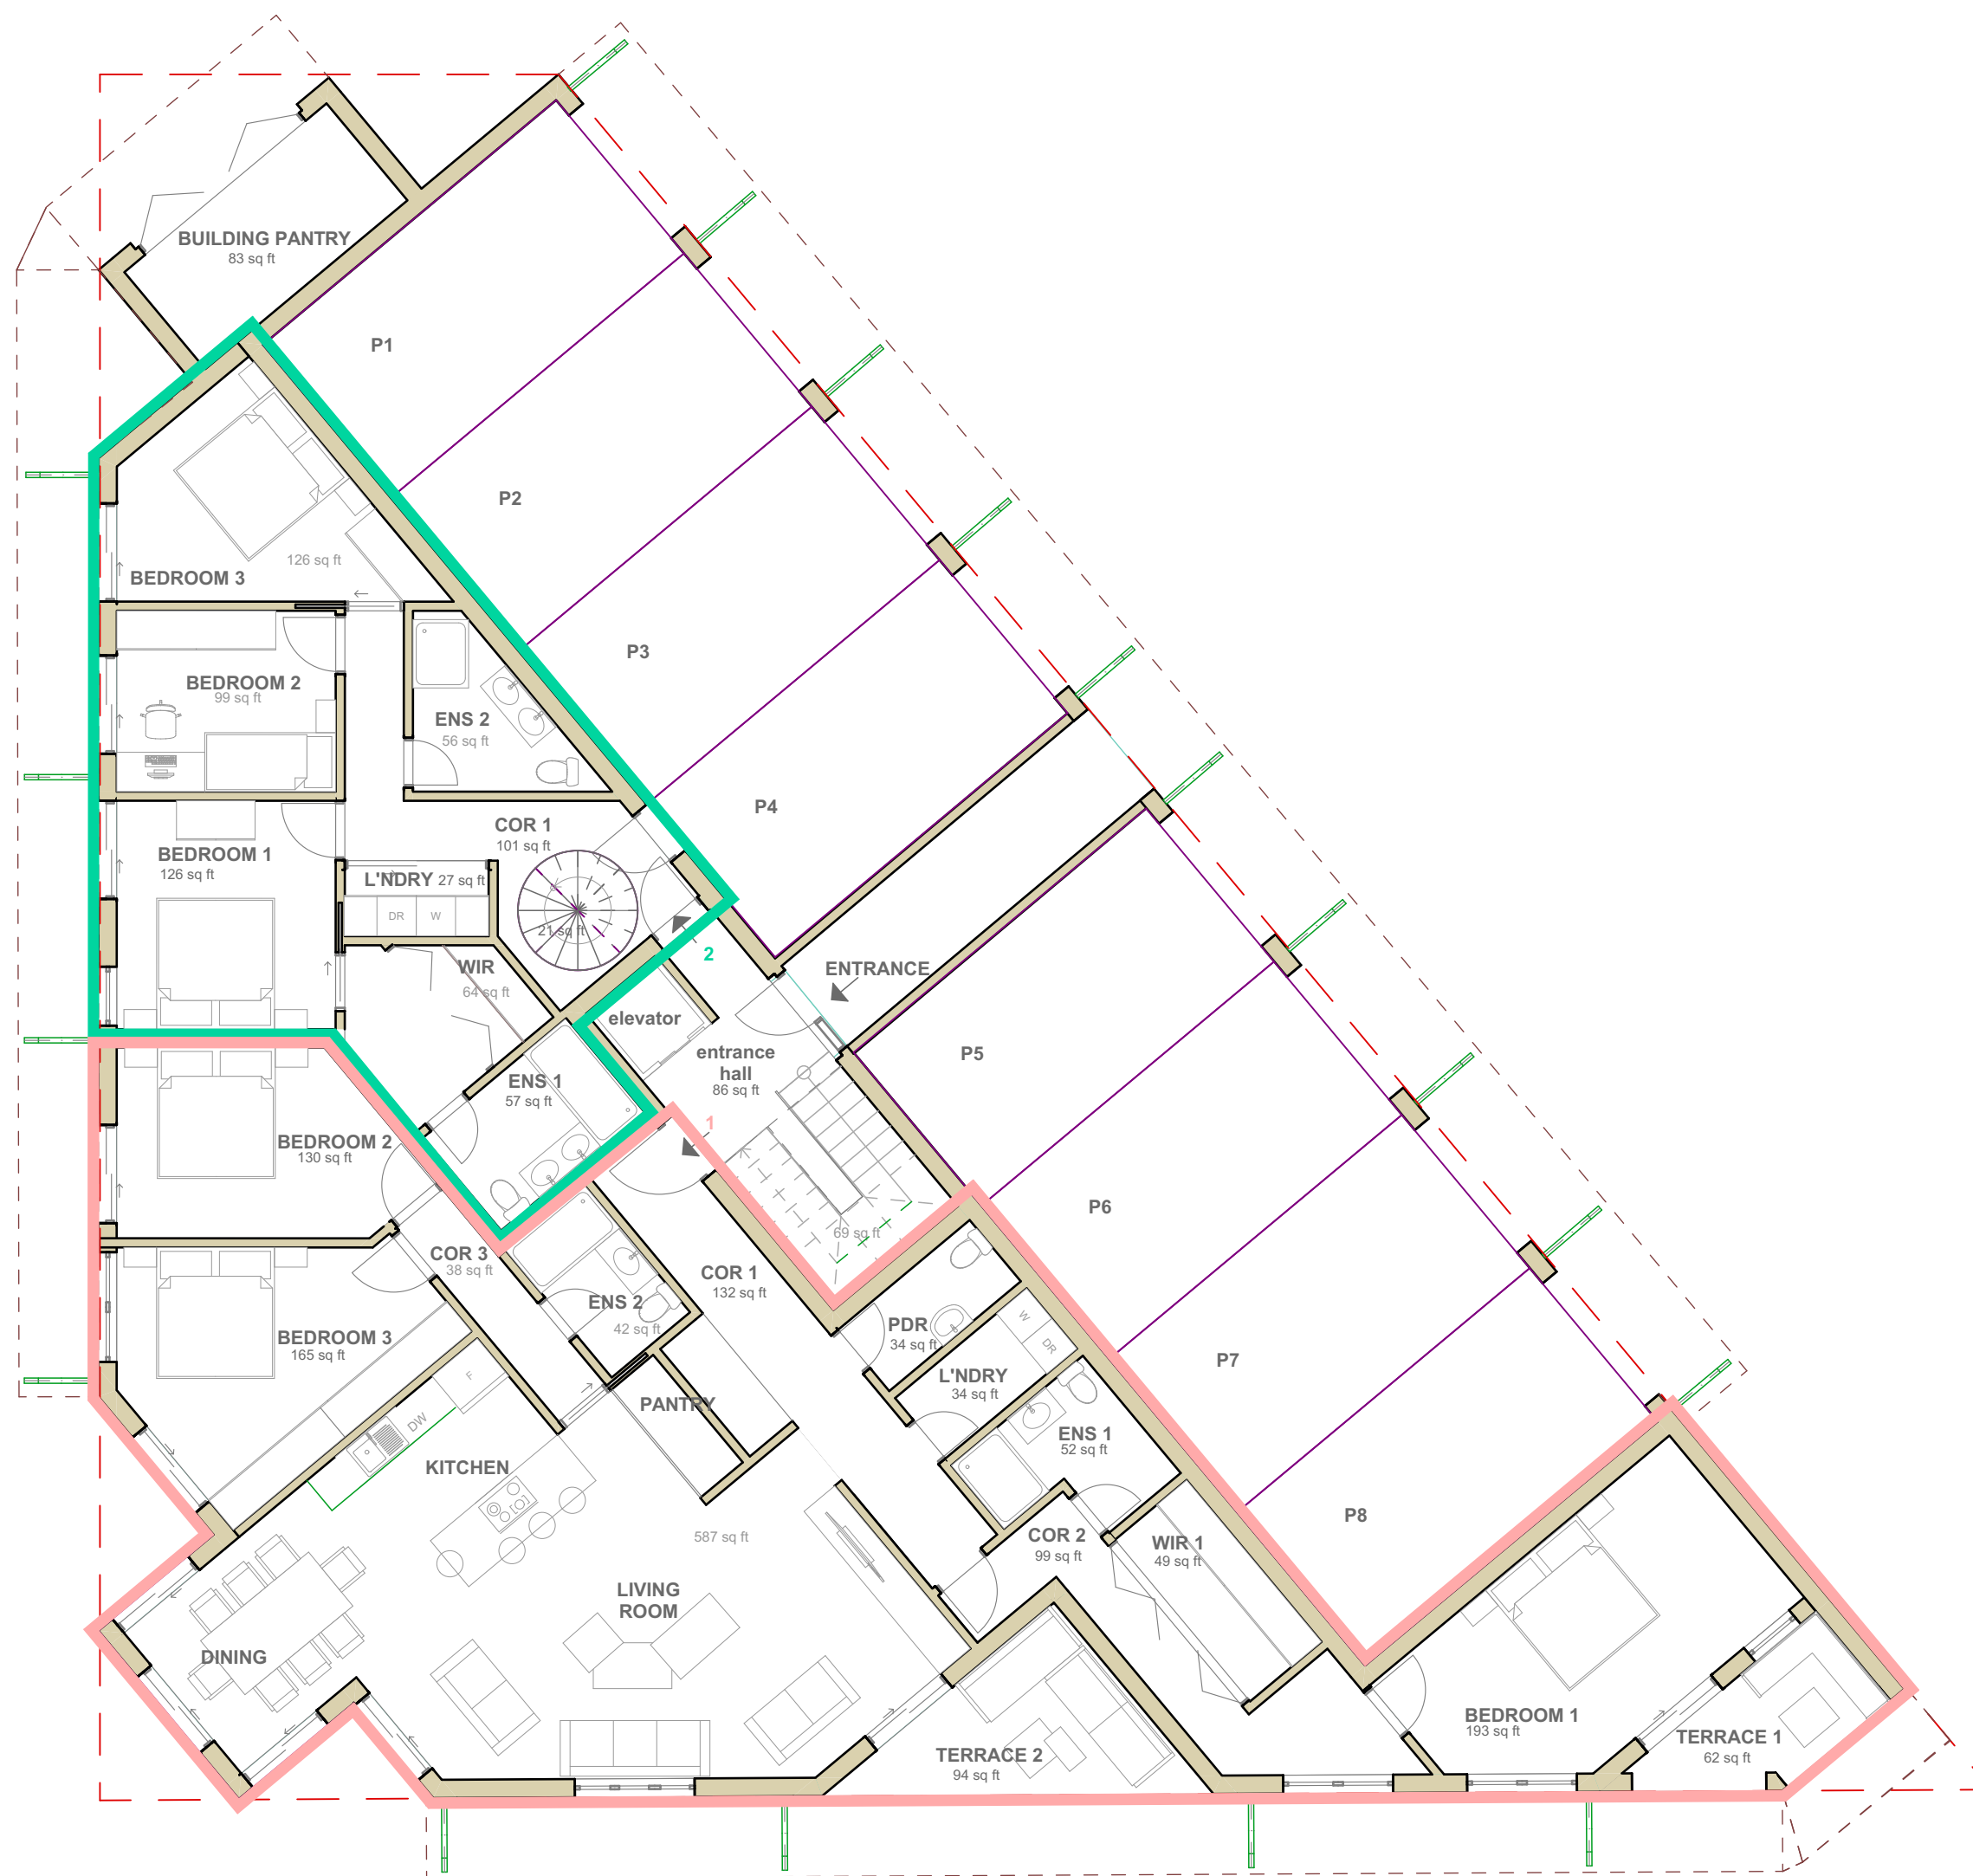 BUILDING PANTRY
83 sq ft
P1
P2
126 sq ft
BEDROOM 3
P3
BEDROOM 2
99 sq ft
ENS 2
56 sq ft
P4
COR 1
101 sq ft
BEDROOM 1
126 sq ft
L'NDRY 27 sq ft
DR
W
21 sq ft
2
WIR
64 sq ft
ENTRANCE
elevator
entrance
hall
86 sq ft
P5
ENS 1
57 sq ft
1
BEDROOM 2
130 sq ft
P6
69 sq ft
COR 3
38 sq ft
COR 1
132 sq ft
ENS 2
42 sq ft
PDR
34 sq ft
W
DR
BEDROOM 3
165 sq ft
P7
L'NDRY
34 sq ft
F
DW
PANTRY
ENS 1
52 sq ft
KITCHEN
587 sq ft
P8
COR 2
99 sq ft
WIR 1
49 sq ft
LIVING
ROOM
DINING
BEDROOM 1
193 sq ft
TERRACE 2
94 sq ft
TERRACE 1
62 sq ft